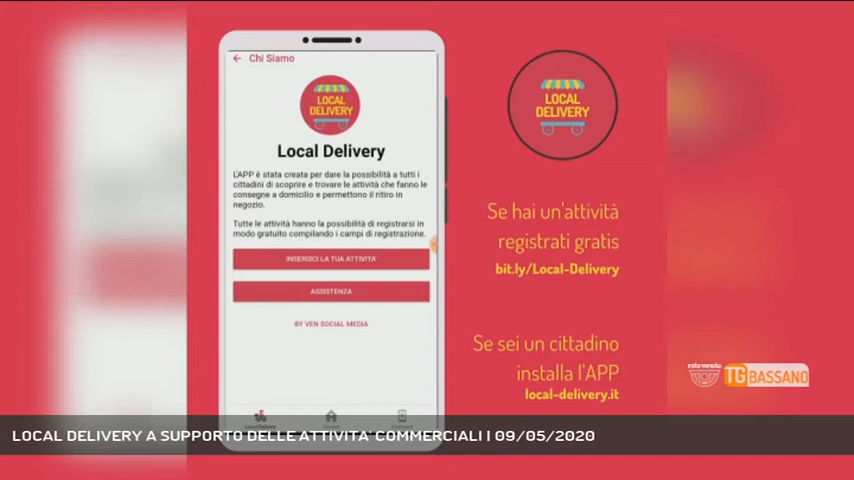 Chi Siamo
LOCAL
DELIVERY
Local Delivery
L'APP è stata creata per dare la possibilità a tutti i
cittadini di scoprire e trovare le attività che fanno le
consegne a domicilio e permettono il ritiro in
negozio.
Tutte le attività hanno la possibilità di registrarsi in
modo gratuito compilando i campi di registrazione.
INSERISCI LA TUA ATTIVITA'
ASSISTENZA
BY VEN SOCIAL MEDIA
Local Delivery
LOCAL
DELIVERY
Se hai un'attività
registrati gratis
bit.ly/Local-Delivery
Se sei un cittadino
installa l'APP
local-delivery.it
reteveneta
TG BASSANO
LOCAL DELIVERY A SUPPORTO DELLE ATTIVITA' COMMERCIALI | 09/05/2020